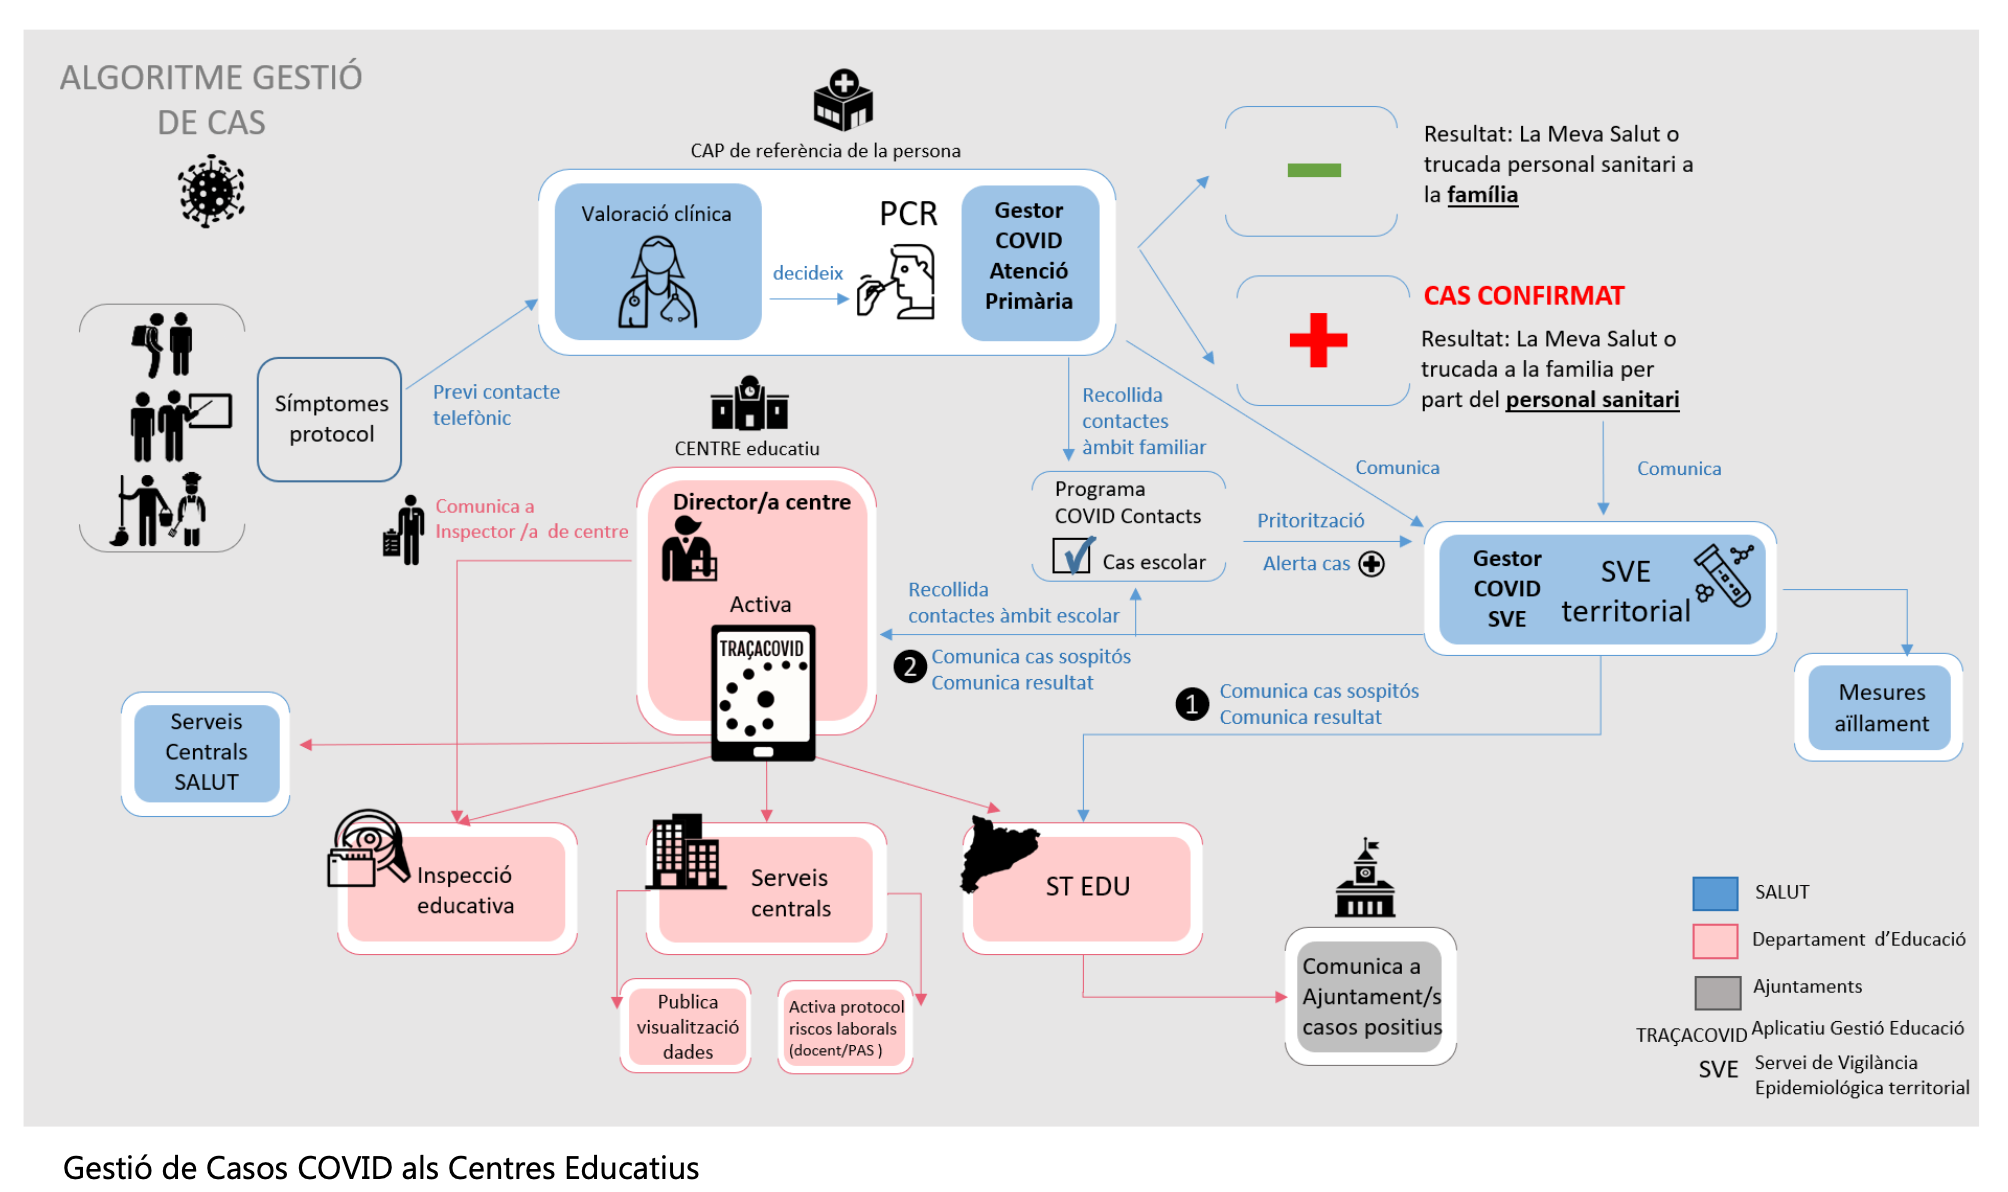 ALGORITME GESTIÓ
DE CAS
CAP de referència de la persona
Valoració clínica
decideix
PCR
Gestor
COVID
Atenció
Primària
Resultat: La Meva Salut o
trucada personal sanitari a
la família
CAS CONFIRMAT
Resultat: La Meva Salut o
trucada a la familia per
part del personal sanitari
Símptomes
protocol
Previ contacte
telefònic
CENTRE educatiu
Recollida
contactes
àmbit familiar
Comunica
Comunica
Comunica a
Inspector /a de centre
Director/a centre
Activa
TRAÇACOVID
Programa
COVID Contacts
Cas escolar
Pritorització
Alerta cas
Gestor
COVID
SVE
SVE
territorial
Recollida
contactes àmbit escolar
2
Comunica cas sospitós
Comunica resultat
1
Comunica cas sospitós
Comunica resultat
Mesures
aïllament
Serveis
Centrals
SALUT
Inspecció
educativa
Serveis
centrals
ST EDU
Publica
visualització
dades
Activa protocol
riscos laborals
(docent/PAS )
Comunica a
Ajuntament/s
casos positius
SALUT
Departament d'Educació
Ajuntaments
TRAÇACOVID Aplicatiu Gestió Educació
SVE Servei de Vigilància
Epidemiológica territorial
Gestió de Casos COVID als Centres Educatius